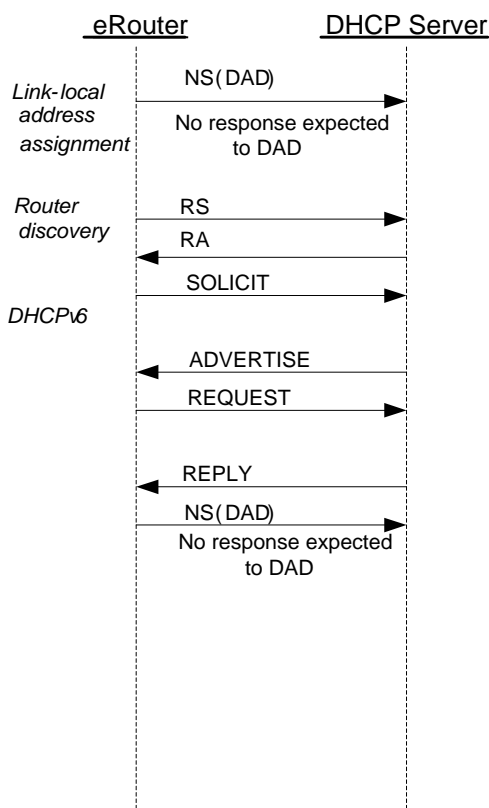 eRouter
DHCP Server
NS(DAD)
Link-local
address
assignment
No response expected
to DAD
Router
discovery
RS
RA
SOLICIT
DHCPv6
ADVERTISE
REQUEST
REPLY
NS(DAD)
No response expected
to DAD